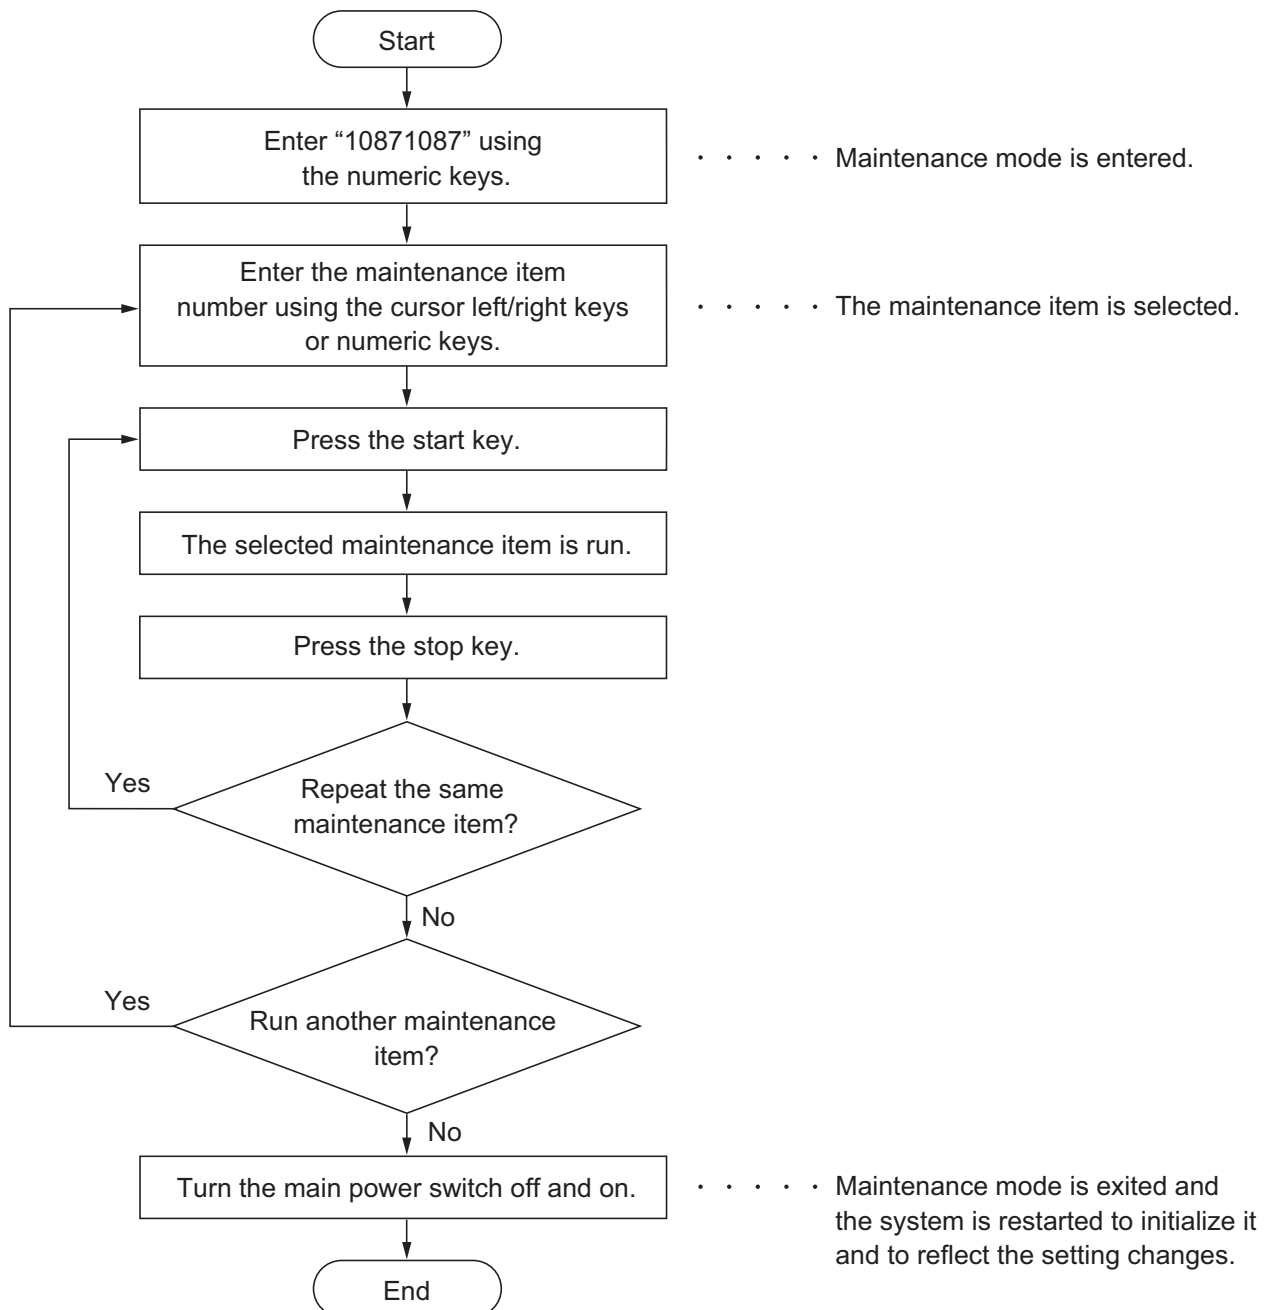 Start
Enter “10871087” using
the numeric keys.
· · · · · Maintenance mode is entered.
Enter the maintenance item
number using the cursor left/right keys
or numeric keys.
· · · · · The maintenance item is selected.
Press the start key.
The selected maintenance item is run.
Press the stop key.
Yes
Repeat the same
maintenance item?
No
Yes
Run another maintenance
item?
No
Turn the main power switch off and on.
· · · · · Maintenance mode is exited and
the system is restarted to initialize it
and to reflect the setting changes.
End